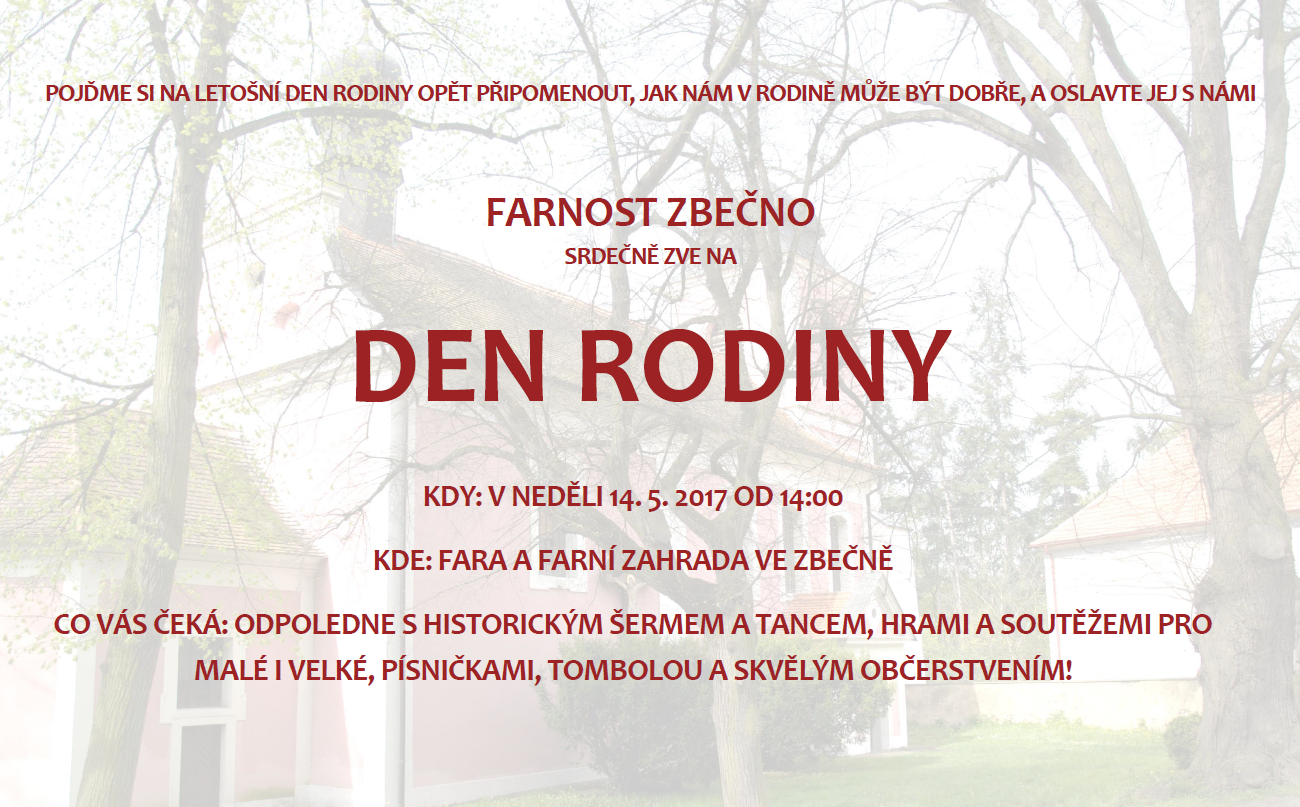 POJĎME SI NA LETOŠNÍ DEN RODINY OPĚT PŘIPOMENOUT, JAK NÁM V RODINĚ MŮŽE BÝT DOBŘE, A OSLAVTE JEJ S NÁMI
FARNOST ZBEČNO
SRDEČNĚ ZVE NA
DEN RODINY
KDY: V NEDĚLI 14. 5. 2017 OD 14:00
KDE: FARA A FARNÍ ZAHRADA VE ZBEČNĚ
CO VÁS ČEKÁ: ODPOLEDNE S HISTORICKÝM ŠERMEM A TANCEM, HRAMI A SOUTĚŽEMI PRO
MALÉ I VELKÉ, PÍSNIČKAMI, TOMBOLOU A SKVĚLÝM OBČERSTVENÍM!